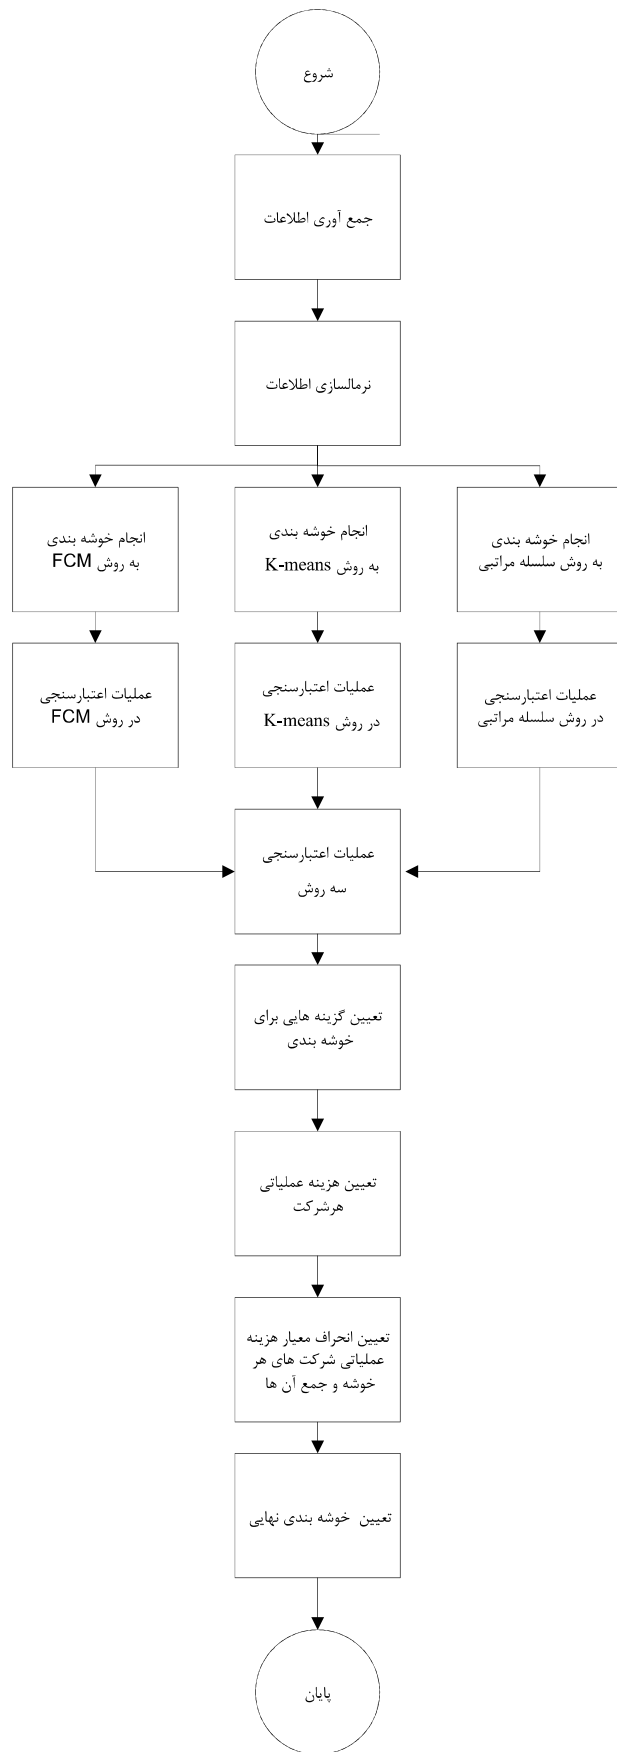 شروع
جمع آوری اطلاعات
نرمالسازی اطلاعات
انجام خوشه بندی
به روش سلسله مراتبی
انجام خوشه بندی
به روش K-means
انجام خوشه بندی
به روش FCM
عملیات اعتبارسنجی
در روش سلسله مراتبی
عملیات اعتبارسنجی
در روش K-means
عملیات اعتبارسنجی
در روش FCM
عملیات اعتبارسنجی
سه روش
تعیین گزینه هایی برای
خوشه بندی
تعیین هزینه عملیاتی
هرشرکت
تعیین انحراف معیار هزینه
عملیاتی شرکت های هر
خوشه و جمع آن ها
تعیین خوشه بندی نهایی
پایان